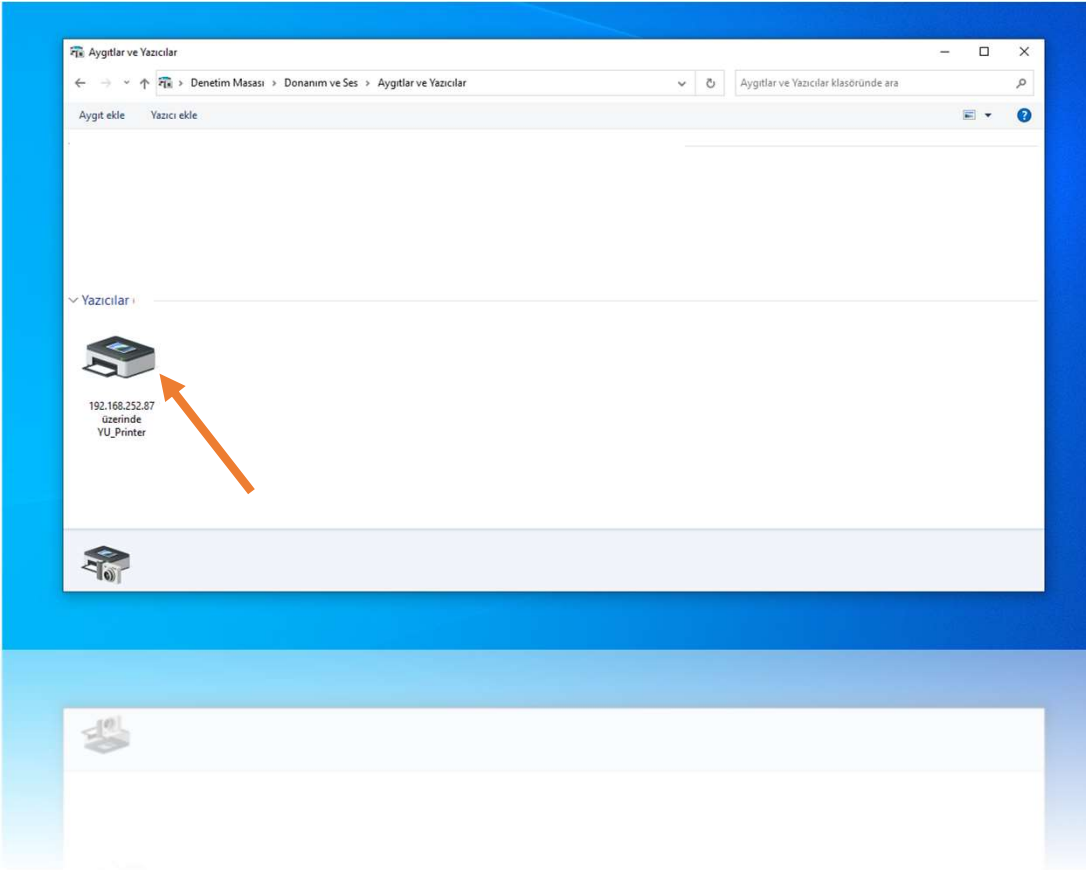 Aygıtlar ve Yazıcılar
Denetim Masası > Donanım ve Ses > Aygıtlar ve Yazıcılar
Aygıtlar ve Yazıcılar klasöründe ara
Aygıt ekle Yazıcı ekle
Yazıcılar
192.168.252.87
üzerinde
YU_Printer